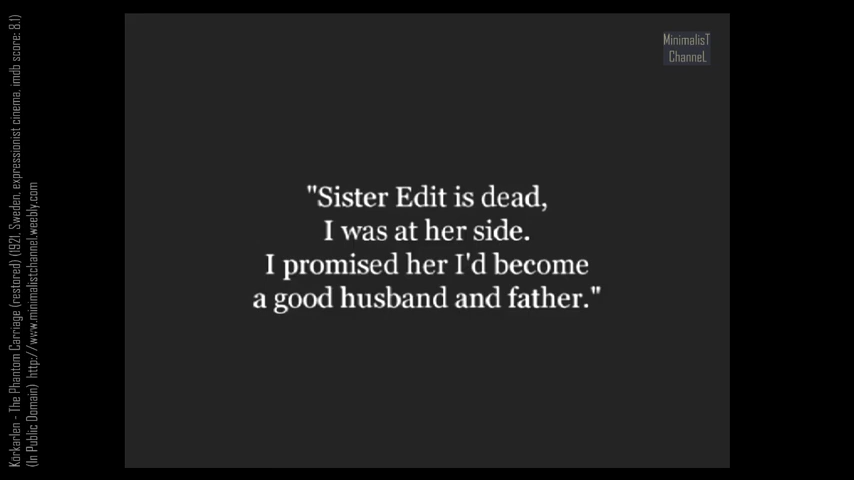 MinimalisT
ChanneL
"Sister Edit is dead,
I was at her side.
I promised her I'd become
a good husband and father."
Körkarlen - The Phantom Carriage (restored) (1921, Sweden, expressionist cinema, imdb score: 8.1)
(In Public Domain) http://www.minimalistchannel.weebly.com